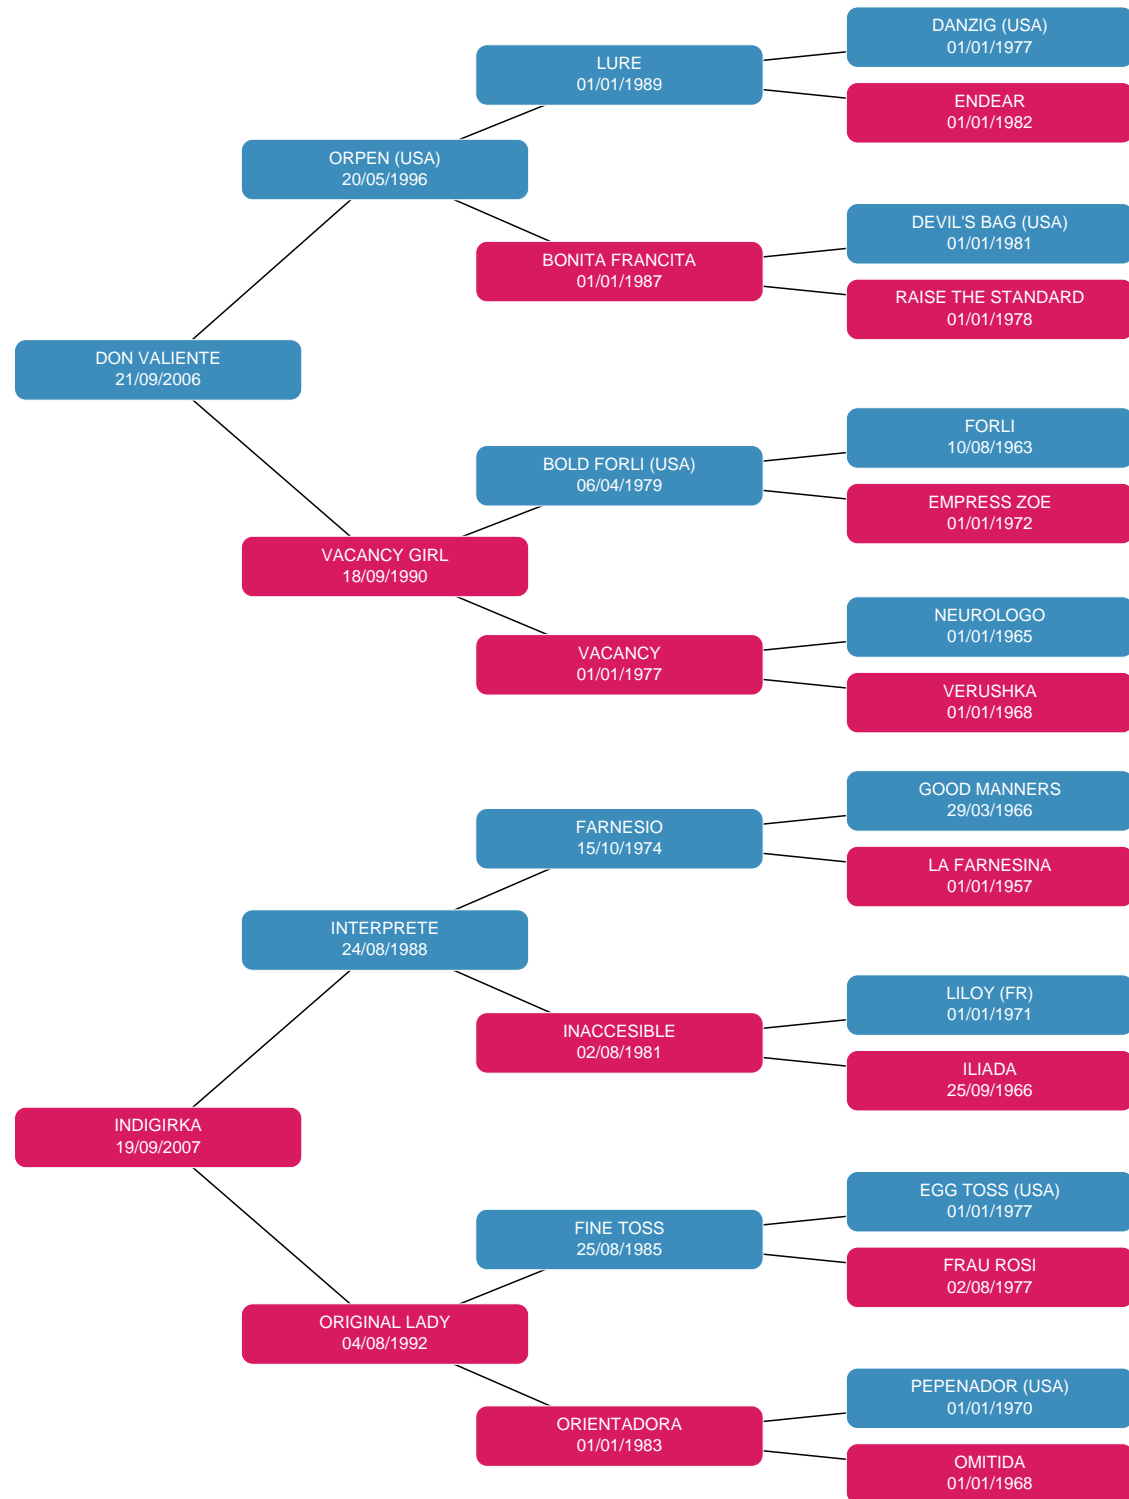 DANZIG (USA)
01/01/1977
LURE
01/01/1989
ENDEAR
01/01/1982
ORPEN (USA)
20/05/1996
DEVIL'S BAG (USA)
01/01/1981
BONITA FRANCITA
01/01/1987
RAISE THE STANDARD
01/01/1978
DON VALIENTE
21/09/2006
FORLI
10/08/1963
BOLD FORLI (USA)
06/04/1979
EMPRESS ZOE
01/01/1972
VACANCY GIRL
18/09/1990
NEUROLOGO
01/01/1965
VACANCY
01/01/1977
VERUSHKA
01/01/1968
GOOD MANNERS
29/03/1966
FARNESIO
15/10/1974
LA FARNESINA
01/01/1957
INTERPRETE
24/08/1988
LILOY (FR)
01/01/1971
INACCESIBLE
02/08/1981
ILIADA
25/09/1966
INDIGIRKA
19/09/2007
EGG TOSS (USA)
01/01/1977
FINE TOSS
25/08/1985
FRAU ROSI
02/08/1977
ORIGINAL LADY
04/08/1992
PEPENADOR (USA)
01/01/1970
ORIENTADORA
01/01/1983
OMITIDA
01/01/1968